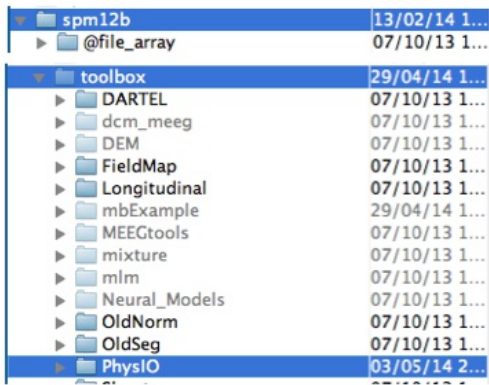 spm12b 13/02/14 1...
@file_array 07/10/13 1...
toolbox 29/04/14 1...
DARTEL 07/10/13 1...
dcm_meeg 07/10/13 1...
DEM 07/10/13 1...
FieldMap 07/10/13 1...
Longitudinal 07/10/13 1...
mbExample 29/04/14 1...
MEEGtools 07/10/13 1...
mixture 07/10/13 1...
mlm 07/10/13 1...
Neural_Models 07/10/13 1...
OldNorm 07/10/13 1...
OldSeg 07/10/13 1...
PhysIO 03/05/14 2...